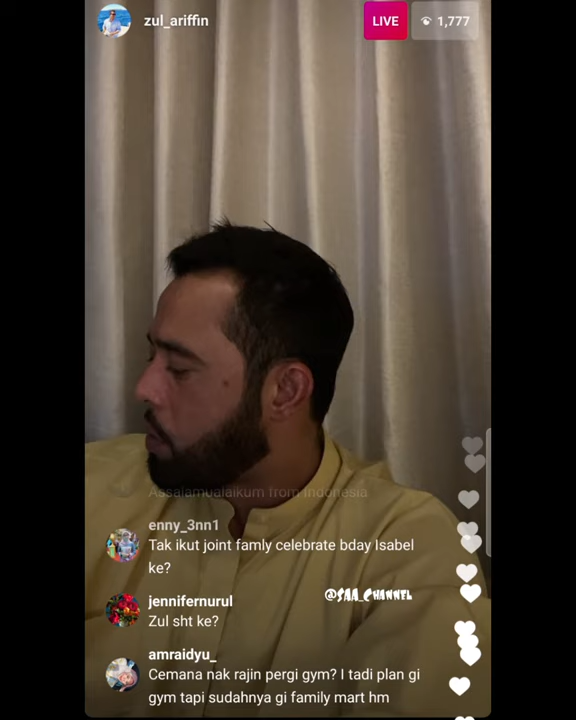 zul_ariffin
LIVE
1,777
Assalamualaikum from Indonesia
enny_3nn1
Tak ikut joint famly celebrate bday Isabel
ke?
jennifernurul
Zul sht ke?
@SAA_CHANNEL
amraidyu_
Cemana nak rajin pergi gym? I tadi plan gi
gym tapi sudahnya gi family mart hm